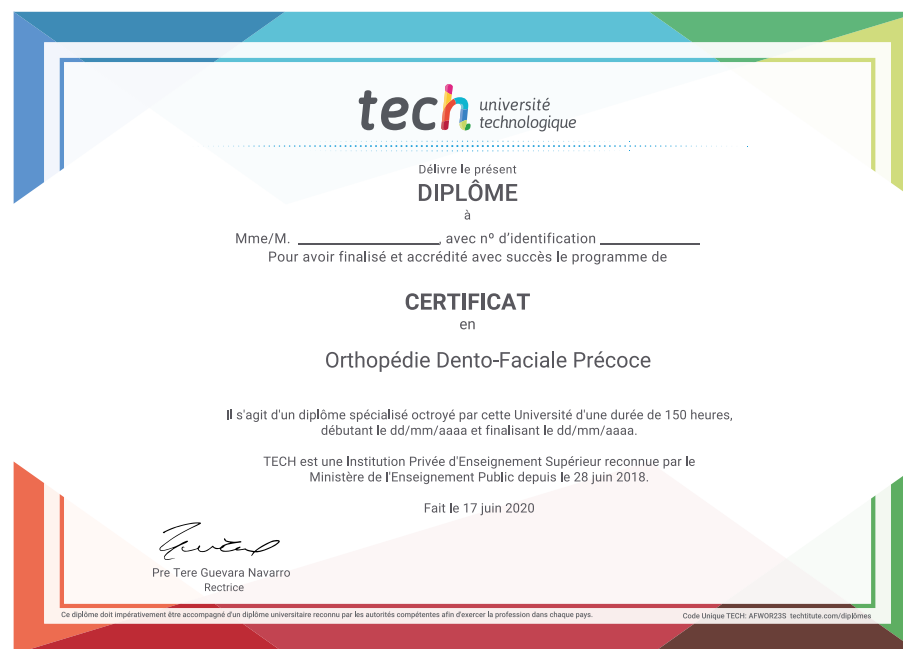 tech université
technologique
Délivre le présent
DIPLÔME
à
Mme/M. ____________________, avec nº d'identification ______________
Pour avoir finalisé et accrédité avec succès le programme de
CERTIFICAT
en
Orthopédie Dento-Faciale Précoce
Il s'agit d'un diplôme spécialisé octroyé par cette Université d'une durée de 150 heures,
débutant le dd/mm/aaaa et finalisant le dd/mm/aaaa.
TECH est une Institution Privée d'Enseignement Supérieur reconnue par le
Ministère de l'Enseignement Public depuis le 28 juin 2018.
Fait le 17 juin 2020
Pre Tere Guevara Navarro
Rectrice
Ce diplôme doit impérativement être accompagné d'un diplôme universitaire reconnu par les autorités compétentes afin d'exercer la profession dans chaque pays.
Code Unique TECH: AFWOR235 techtitute.com/diplômes